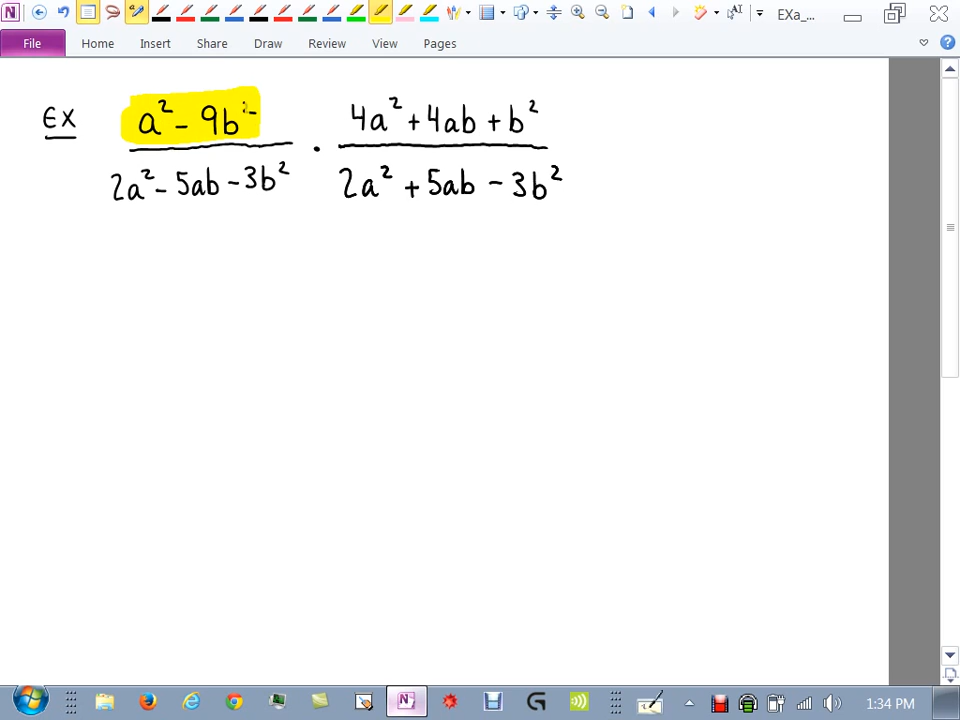 EXa_...
File Home Insert Share Draw Review View Pages
EX a² - 9b² / 2a² - 5ab - 3b² · 4a² + 4ab + b² / 2a² + 5ab - 3b²
1:34 PM